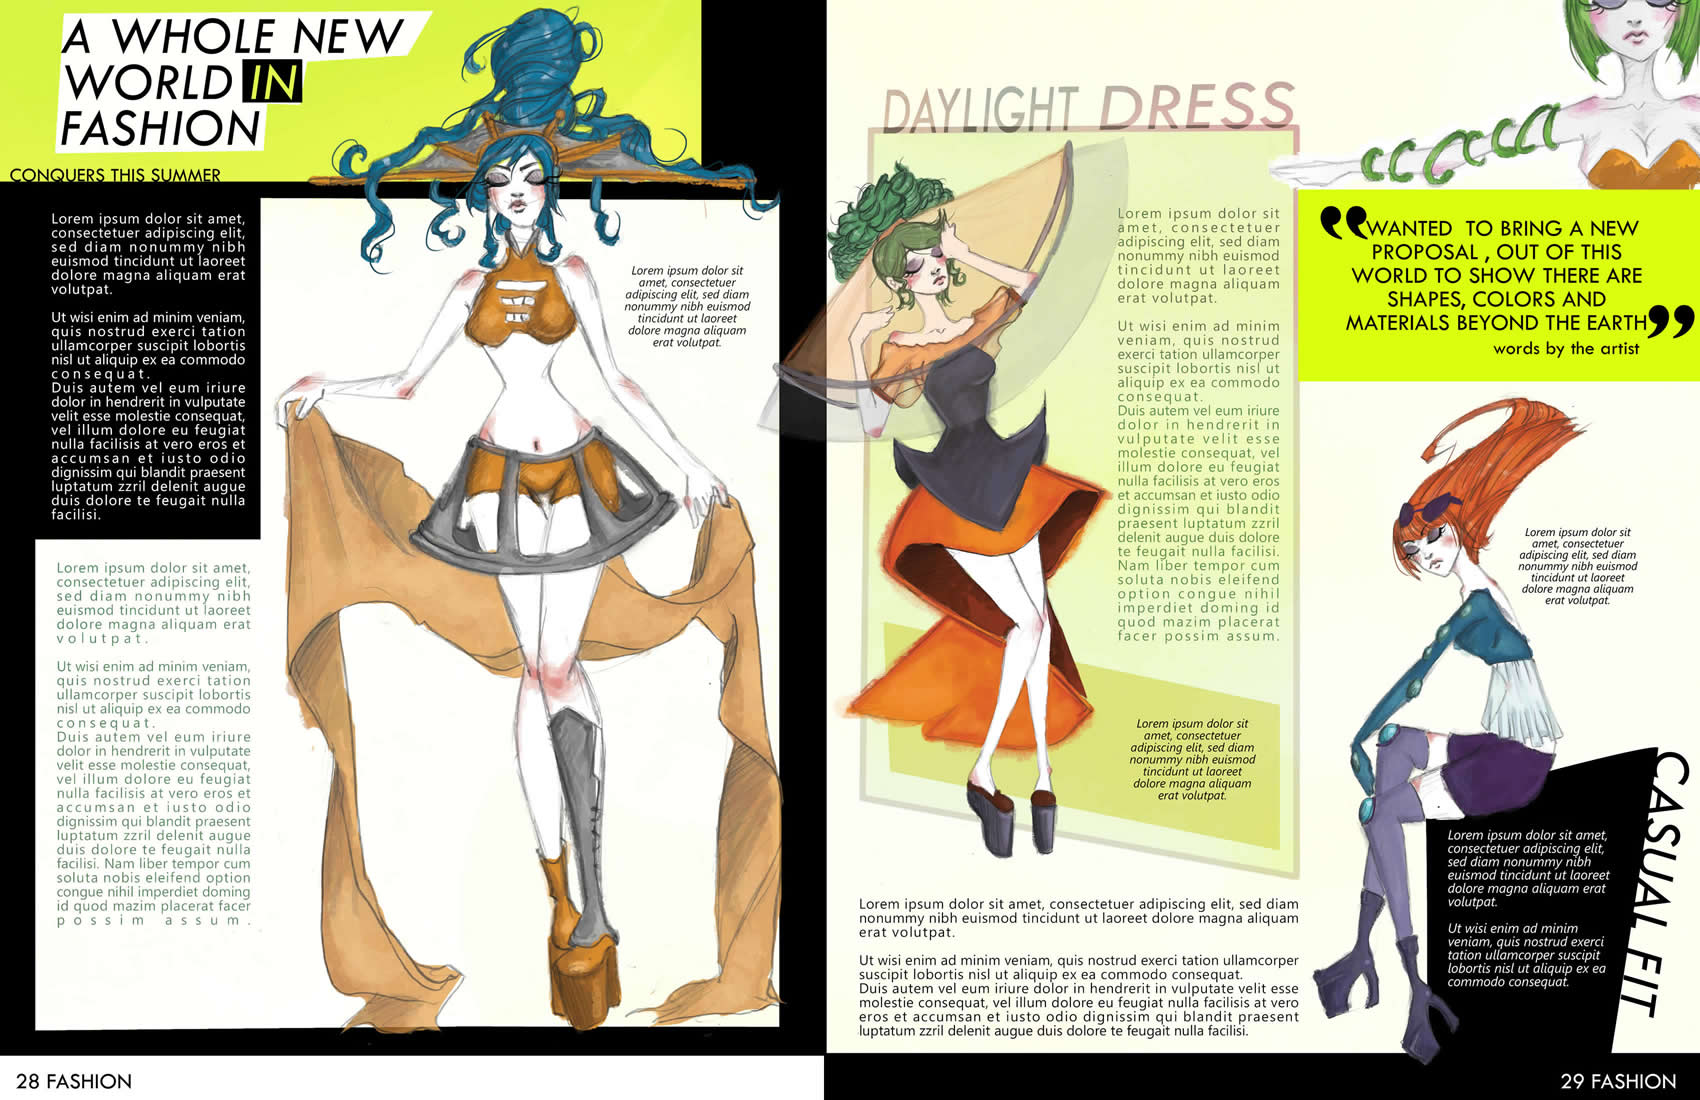 A WHOLE NEW
WORLD IN
FASHION
CONQUERS THIS SUMMER
Lorem ipsum dolor sit amet,
consectetuer adipiscing elit,
sed diam nonummy nibh
euismod tincidunt ut laoreet
dolore magna aliquam erat
volutpat.
Ut wisi enim ad minim veniam,
quis nostrud exerci tation
ullamcorper suscipit lobortis
nisl ut aliquip ex ea commodo
consequat.
Duis autem vel eum iriure
dolor in hendrerit in vulputate
velit esse molestie consequat,
vel illum dolore eu feugiat
nulla facilisis at vero eros et
accumsan et iusto odio
dignissim qui blandit praesent
luptatum zzril delenit augue
duis dolore te feugait nulla
facilisi.
Lorem ipsum dolor sit amet,
consectetuer adipiscing elit,
sed diam nonummy nibh
euismod tincidunt ut laoreet
dolore magna aliquam erat
volutpat.
Ut wisi enim ad minim veniam,
quis nostrud exerci tation
ullamcorper suscipit lobortis
nisl ut aliquip ex ea commodo
consequat.
Duis autem vel eum iriure
dolor in hendrerit in vulputate
velit esse molestie consequat,
vel illum dolore eu feugiat
nulla facilisis at vero eros et
accumsan et iusto odio
dignissim qui blandit praesent
luptatum zzril delenit augue
duis dolore te feugait nulla
facilisi. Nam liber tempor cum
soluta nobis eleifend option
congue nihil imperdiet doming
id quod mazim placerat facer
possim assum.
Lorem ipsum dolor sit
amet, consectetuer
adipiscing elit, sed diam
nonummy nibh euismod
tincidunt ut laoreet
dolore magna aliquam
erat volutpat.
28 FASHION
DAYLIGHT DRESS
Lorem ipsum dolor sit
amet, consectetuer
adipiscing elit, sed diam
nonummy nibh euismod
tincidunt ut laoreet
dolore magna aliquam
erat volutpat.
Ut wisi enim ad minim
veniam, quis nostrud
exerci tation ullamcorper
suscipit lobortis nisl ut
aliquip ex ea commodo
consequat.
Duis autem vel eum iriure
dolor in hendrerit in
vulputate velit esse
molestie consequat, vel
illum dolore eu feugiat
nulla facilisis at vero eros
et accumsan et iusto odio
dignissim qui blandit
praesent luptatum zzril
delenit augue duis dolore
te feugait nulla facilisi.
Nam liber tempor cum
soluta nobis eleifend
option congue nihil
imperdiet doming id
quod mazim placerat
facer possim assum.
Lorem ipsum dolor sit
amet, consectetuer
adipiscing elit, sed diam
nonummy nibh euismod
tincidunt ut laoreet
dolore magna aliquam
erat volutpat.
Lorem ipsum dolor sit amet, consectetuer adipiscing elit, sed diam
nonummy nibh euismod tincidunt ut laoreet dolore magna aliquam
erat volutpat.
Ut wisi enim ad minim veniam, quis nostrud exerci tation ullamcorper
suscipit lobortis nisl ut aliquip ex ea commodo consequat.
Duis autem vel eum iriure dolor in hendrerit in vulputate velit esse
molestie consequat, vel illum dolore eu feugiat nulla facilisis at vero
eros et accumsan et iusto odio dignissim qui blandit praesent
luptatum zzril delenit augue duis dolore te feugait nulla facilisi.
❛❛WANTED TO BRING A NEW
PROPOSAL , OUT OF THIS
WORLD TO SHOW THERE ARE
SHAPES, COLORS AND
MATERIALS BEYOND THE EARTH❜❜
words by the artist
Lorem ipsum dolor sit
amet, consectetuer
adipiscing elit, sed diam
nonummy nibh euismod
tincidunt ut laoreet
dolore magna aliquam
erat volutpat.
CASUAL FIT
Lorem ipsum dolor sit amet,
consectetuer adipiscing elit,
sed diam nonummy nibh
euismod tincidunt ut laoreet
dolore magna aliquam erat
volutpat.
Ut wisi enim ad minim
veniam, quis nostrud exerci
tation ullamcorper suscipit
lobortis nisl ut aliquip ex ea
commodo consequat.
29 FASHION